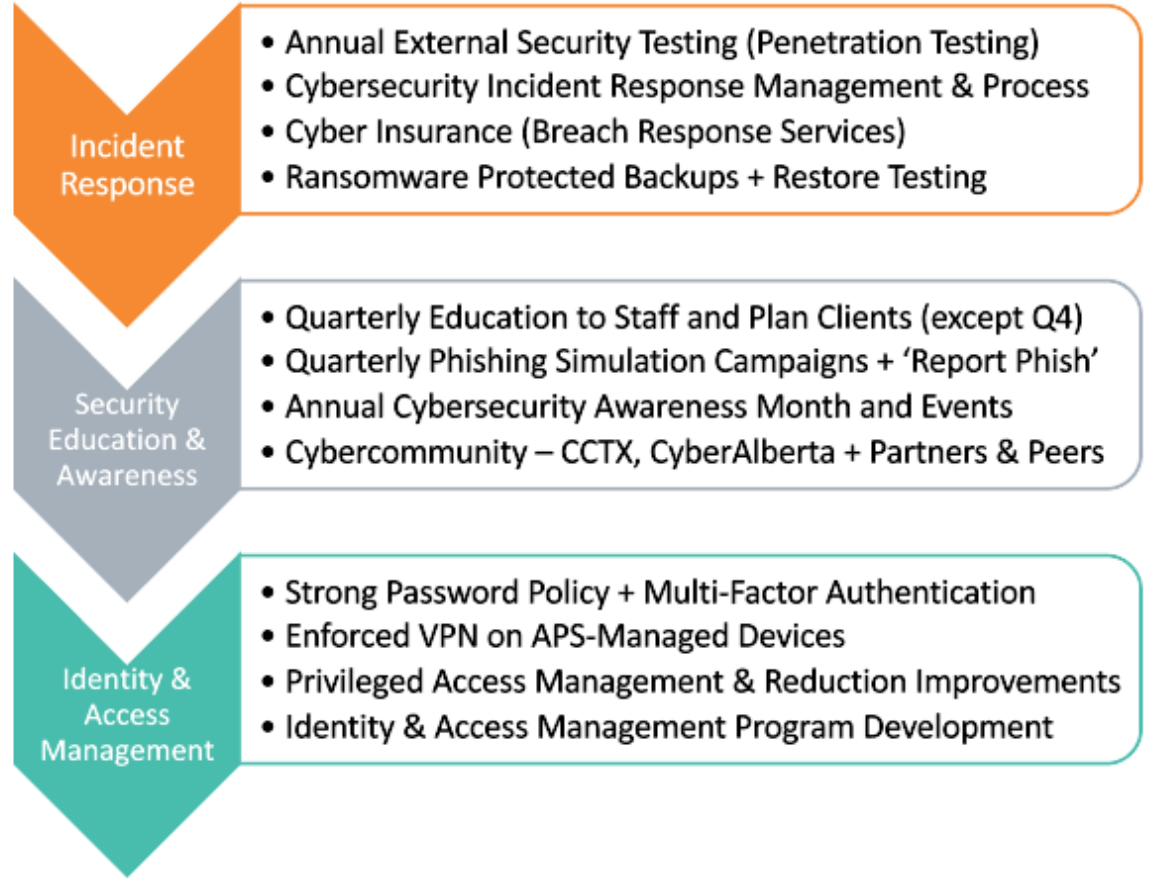 Incident
Response
• Annual External Security Testing (Penetration Testing)
• Cybersecurity Incident Response Management & Process
• Cyber Insurance (Breach Response Services)
• Ransomware Protected Backups + Restore Testing
Security
Education &
Awareness
• Quarterly Education to Staff and Plan Clients (except Q4)
• Quarterly Phishing Simulation Campaigns + ‘Report Phish’
• Annual Cybersecurity Awareness Month and Events
• Cybercommunity – CCTX, CyberAlberta + Partners & Peers
Identity &
Access
Management
• Strong Password Policy + Multi-Factor Authentication
• Enforced VPN on APS-Managed Devices
• Privileged Access Management & Reduction Improvements
• Identity & Access Management Program Development